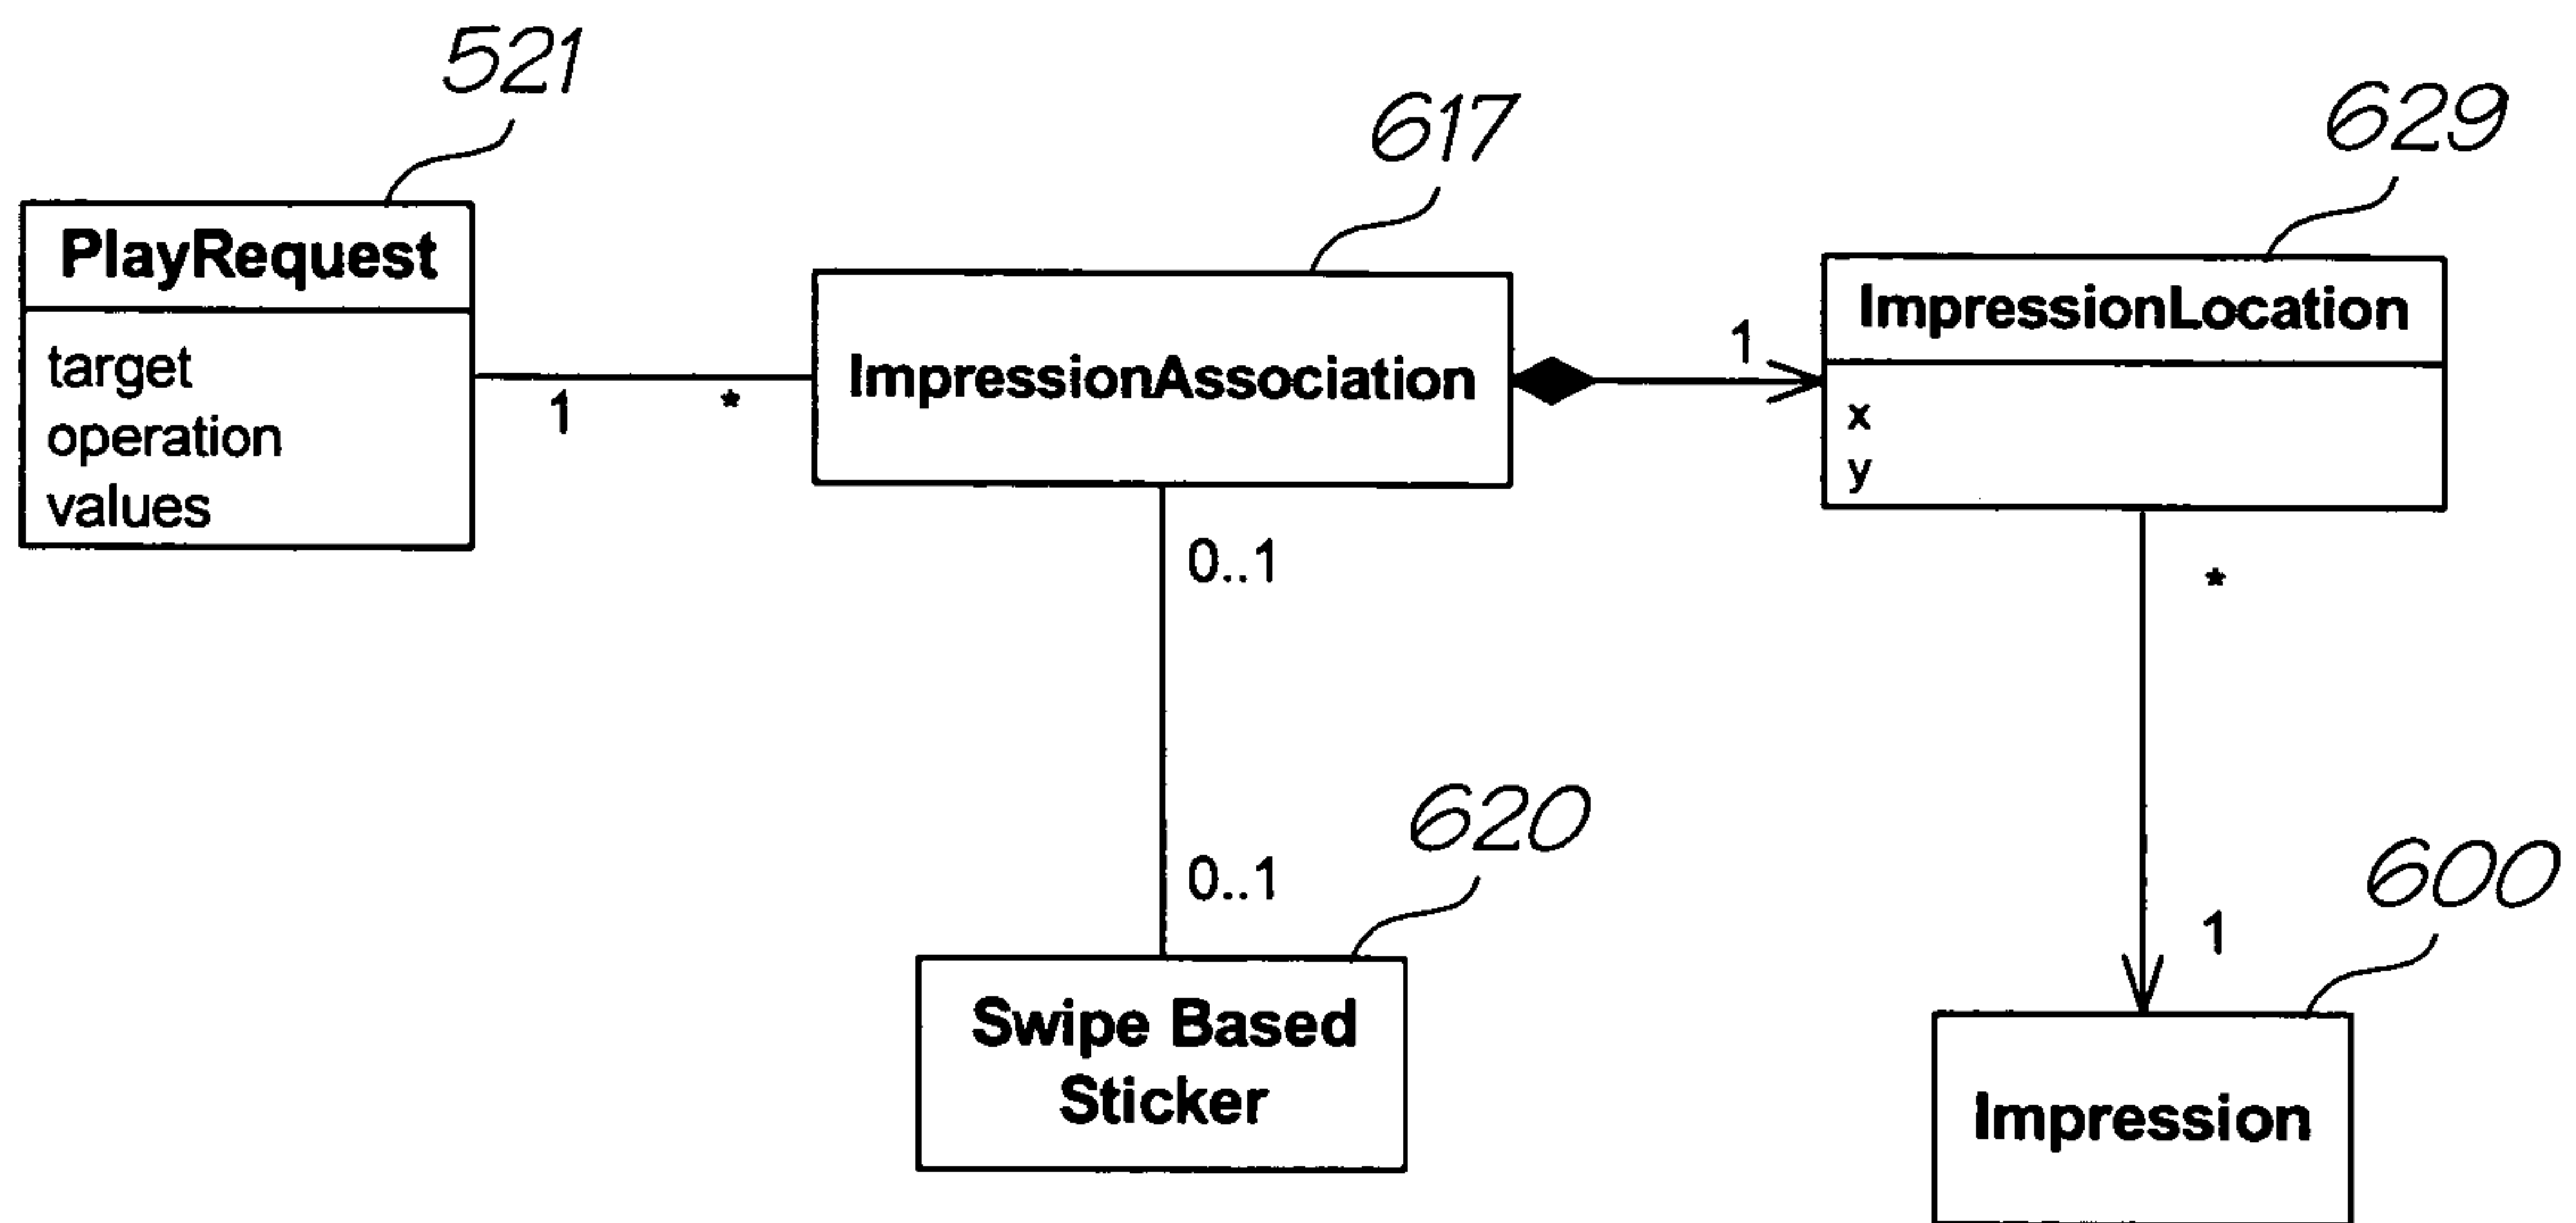 521
617
629
PlayRequest
target
operation
values
1
*
ImpressionAssociation
1
ImpressionLocation
x
y
0..1
*
0..1
620
1
600
Swipe Based
Sticker
Impression